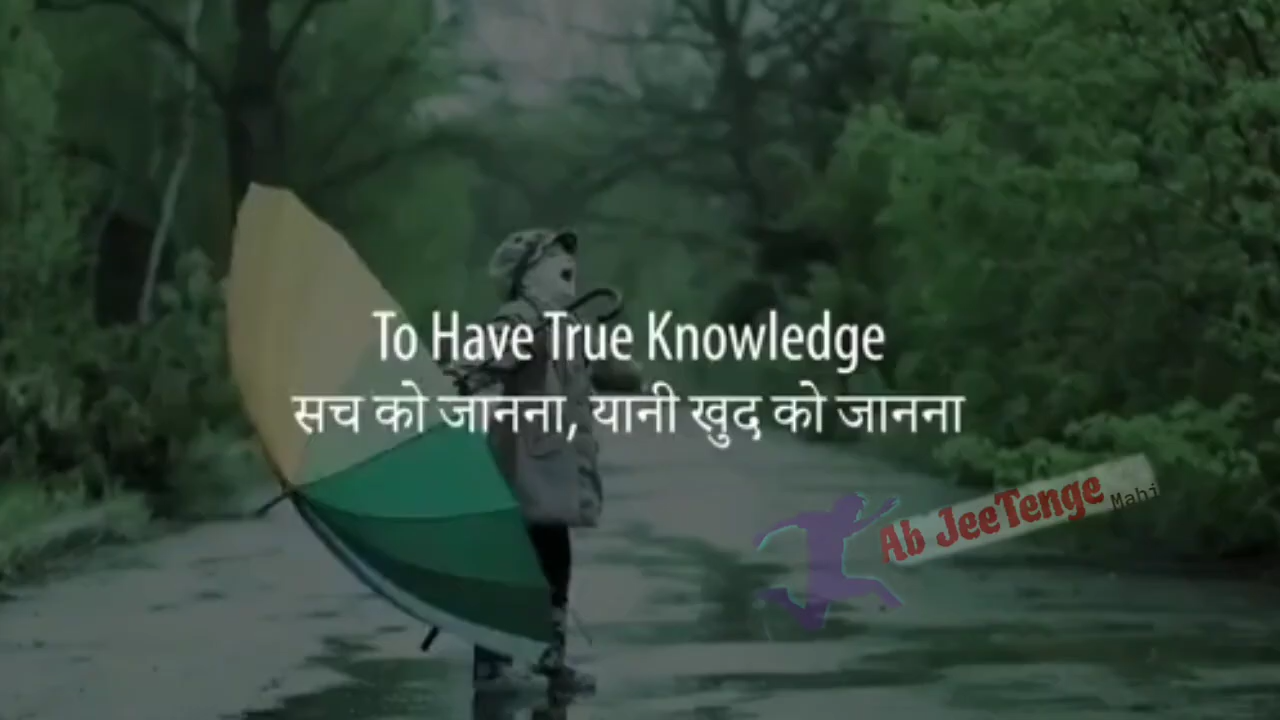 To Have True Knowledge
सच को जानना, यानी खुद को जानना
Ab JeeTenge Mahi